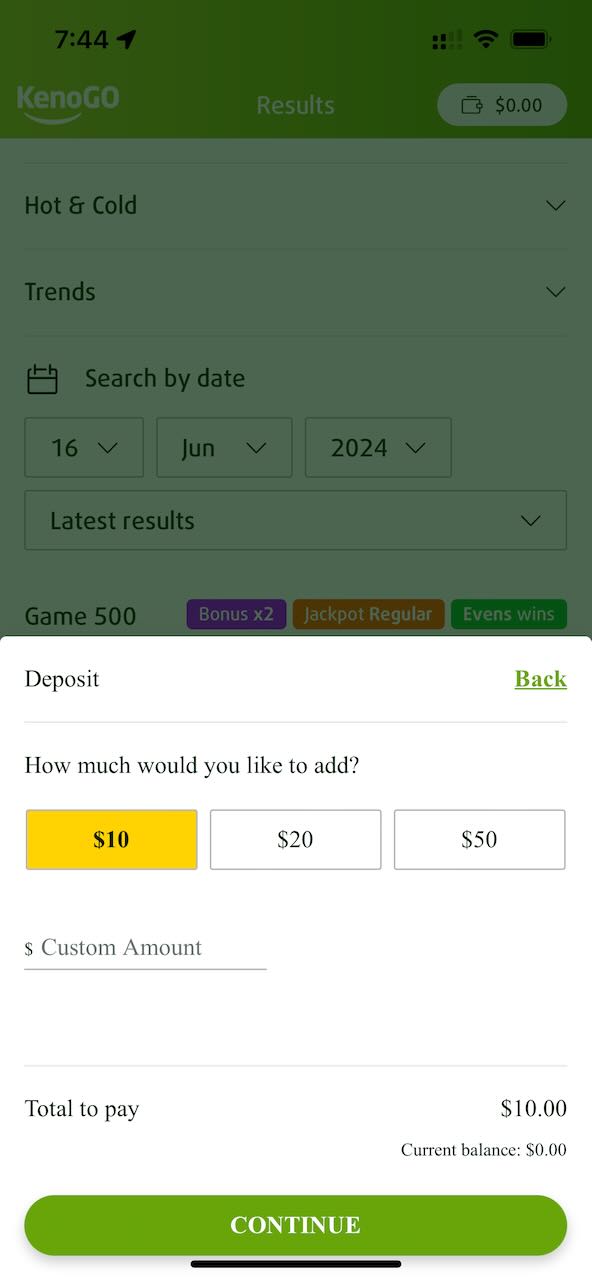 7:44
KenoGO
Results
$0.00
Hot & Cold
Trends
Search by date
16 Jun 2024
Latest results
Game 500 Bonus x2 Jackpot Regular Evens wins
Deposit Back
How much would you like to add?
$10 $20 $50
$ Custom Amount
Total to pay $10.00
Current balance: $0.00
CONTINUE